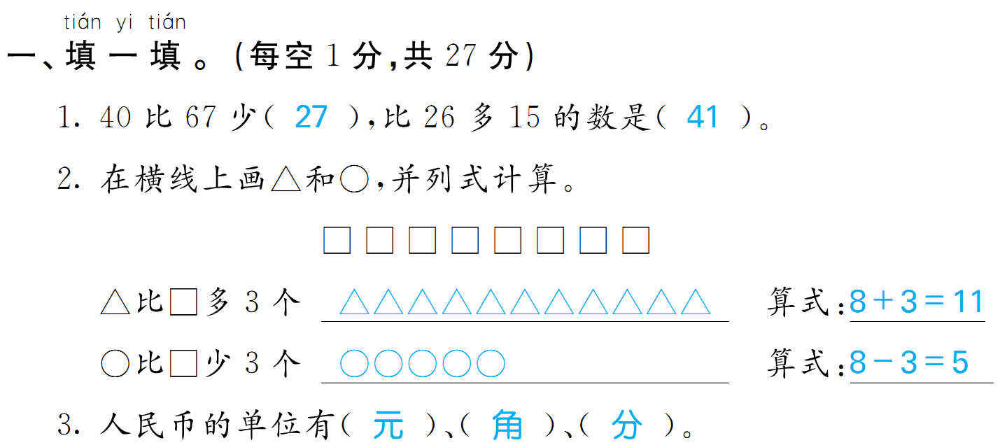 tián yi tián
一、填一填。(每空1分,共27分)
1. 40比67少( 27 ),比26多15的数是( 41 )。
2. 在横线上画△和○,并列式计算。
□ □ □ □ □ □ □ □
△比□多3个 △△△△△△△△△△△ 算式:8+3=11
○比□少3个 ○○○○○ 算式:8-3=5
3. 人民币的单位有( 元 )、( 角 )、( 分 )。